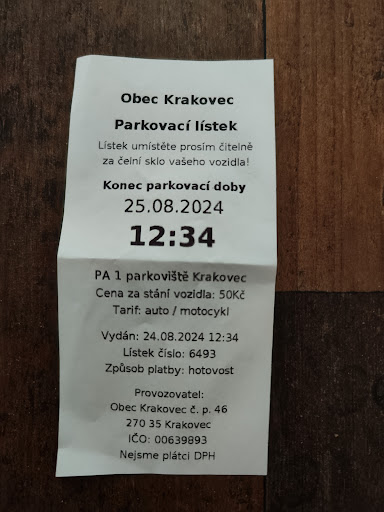 Obec Krakovec
Parkovací lístek
Lístek umístěte prosím čitelně
za čelní sklo vašeho vozidla!
Konec parkovací doby
25.08.2024
12:34
PA 1 parkoviště Krakovec
Cena za stání vozidla: 50Kč
Tarif: auto / motocykl
Vydán: 24.08.2024 12:34
Lístek číslo: 6493
Způsob platby: hotovost
Provozovatel:
Obec Krakovec č. p. 46
270 35 Krakovec
IČO: 00639893
Nejsme plátci DPH